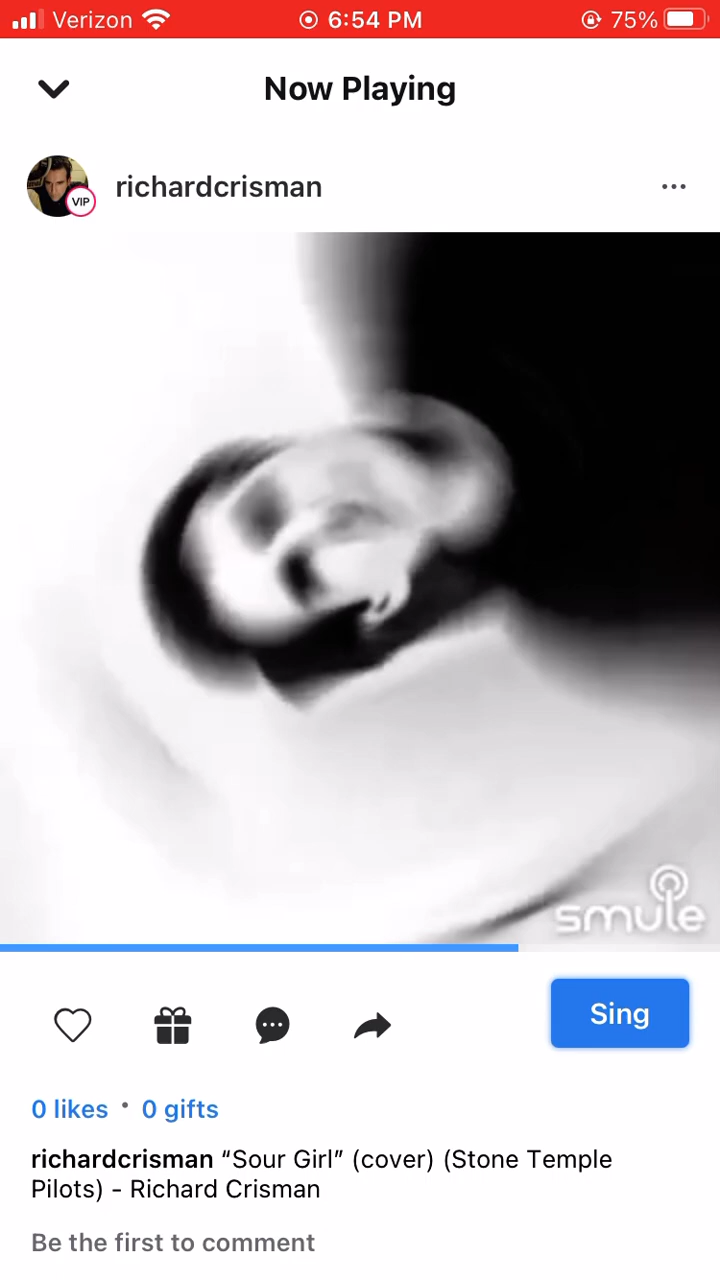 Verizon 6:54 PM 75%
Now Playing
VIP
richardcrisman
smule
Sing
0 likes • 0 gifts
richardcrisman “Sour Girl” (cover) (Stone Temple
Pilots) - Richard Crisman
Be the first to comment